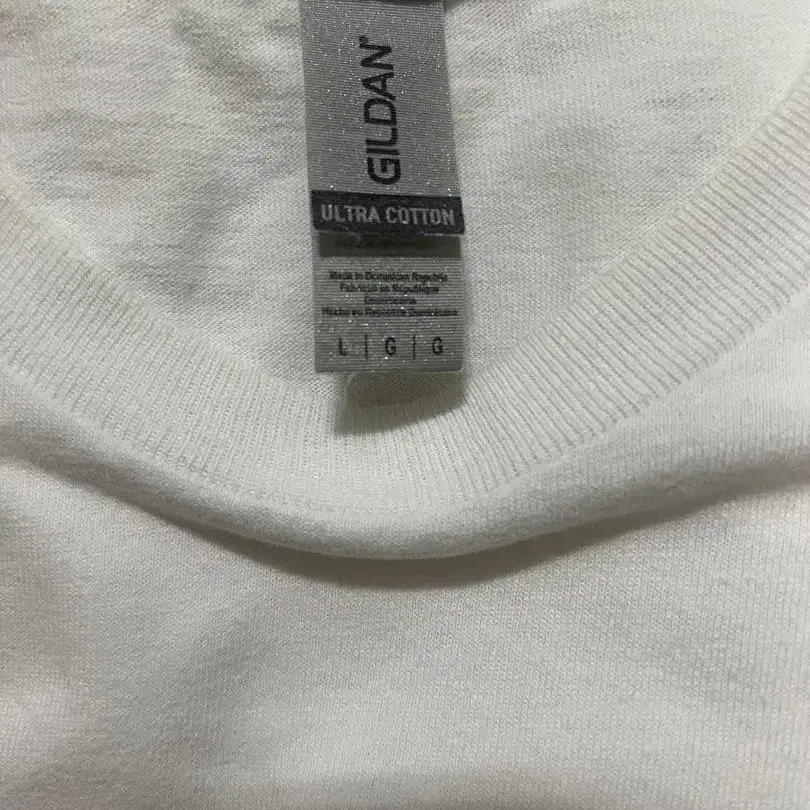 GILDAN®
ULTRA COTTON
Made in Dominican Republic
Fabriqué en République
Dominicaine
Hecho en República Dominicana
L | G | G